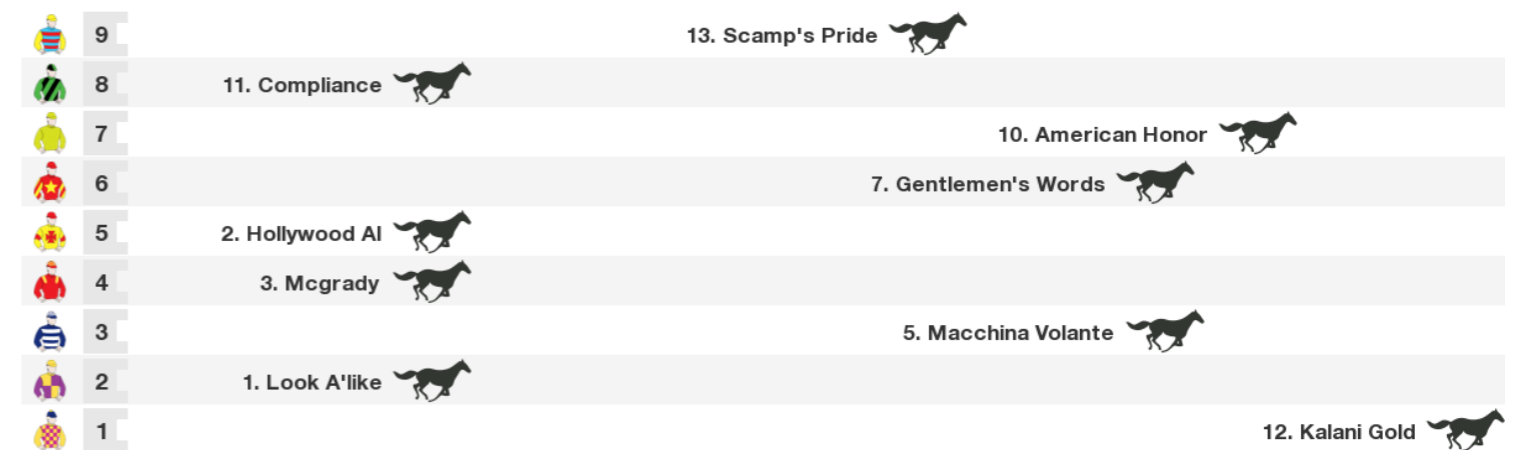 9 13. Scamp's Pride
8 11. Compliance
7 10. American Honor
6 7. Gentlemen's Words
5 2. Hollywood Al
4 3. Mcgrady
3 5. Macchina Volante
2 1. Look A'like
1 12. Kalani Gold